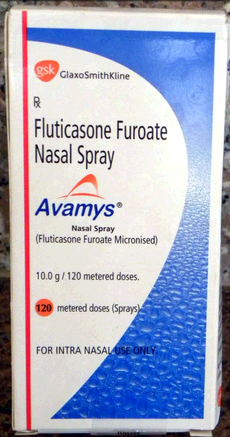 gsk GlaxoSmithKline
℞
Fluticasone Furoate
Nasal Spray
Avamys®
Nasal Spray
(Fluticasone Furoate Micronised)
10.0 g / 120 metered doses.
120 metered doses (Sprays)
FOR INTRA NASAL USE ONLY.